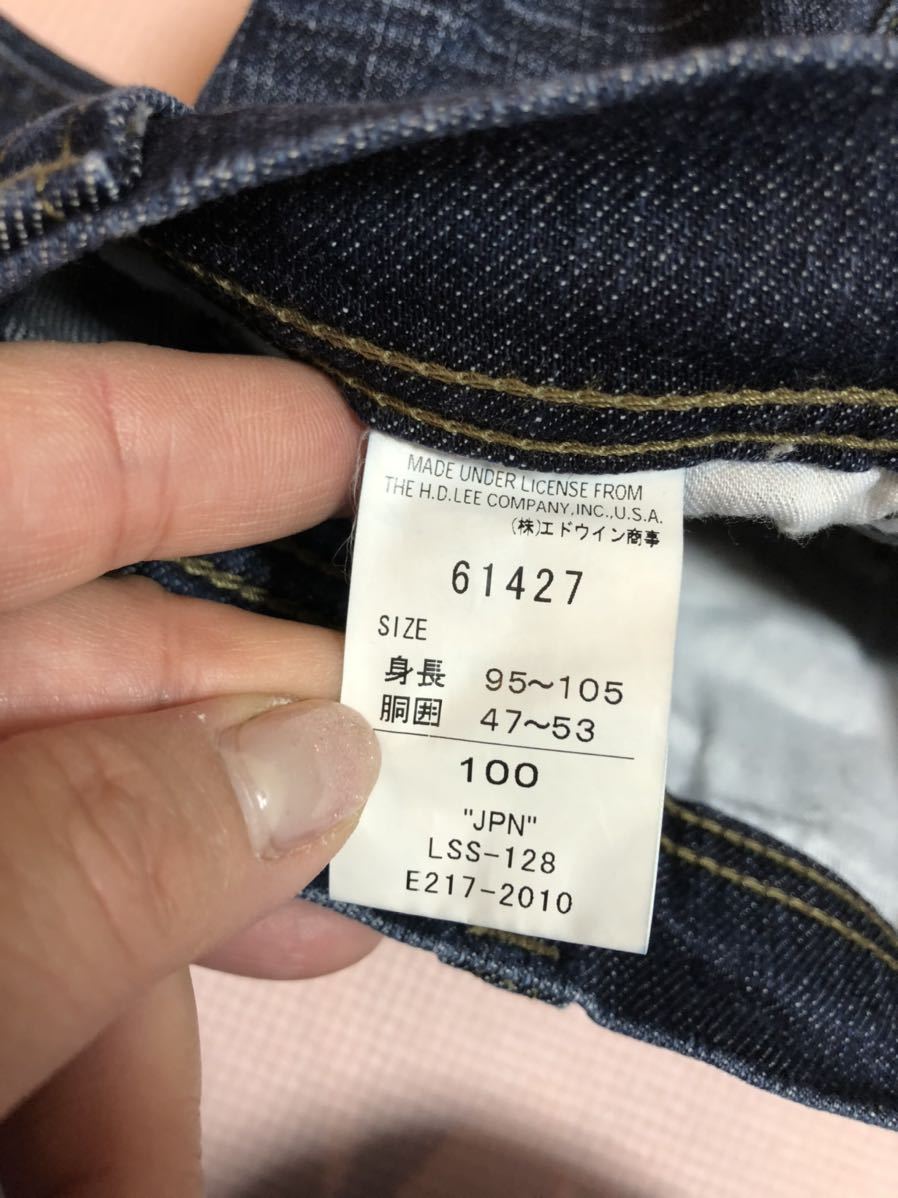 MADE UNDER LICENSE FROM
THE H.D.LEE COMPANY,INC.,U.S.A.
(株)エドウイン商事
61427
SIZE
身長 95〜105
胴囲 47〜53
100
"JPN"
LSS-128
E217-2010